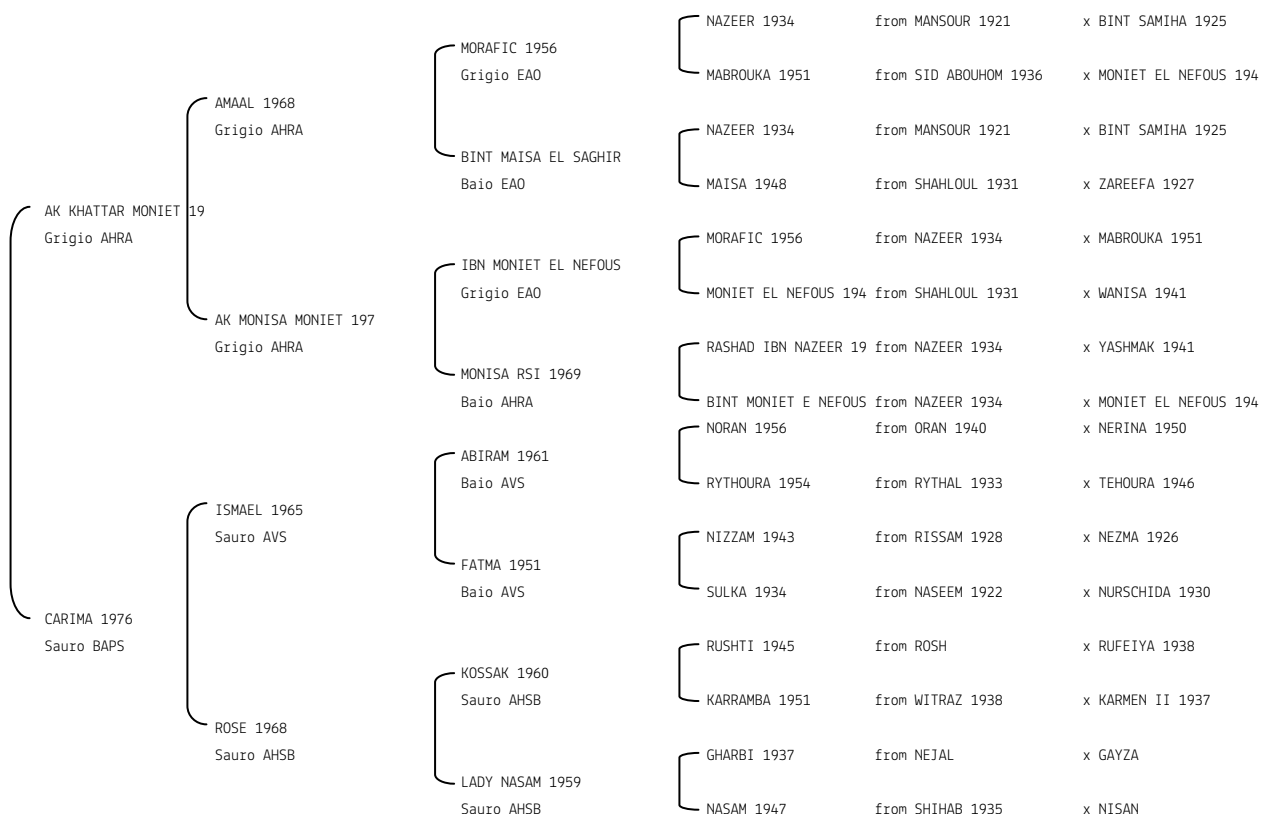 NAZEER 1934 from MANSOUR 1921 x BINT SAMIHA 1925
MORAFIC 1956
Grigio EAO MABROUKA 1951 from SID ABOUHOM 1936 x MONIET EL NEFOUS 194
AMAAL 1968
Grigio AHRA NAZEER 1934 from MANSOUR 1921 x BINT SAMIHA 1925
BINT MAISA EL SAGHIR
Baio EAO MAISA 1948 from SHAHLOUL 1931 x ZAREEFA 1927
AK KHATTAR MONIET 19
Grigio AHRA MORAFIC 1956 from NAZEER 1934 x MABROUKA 1951
IBN MONIET EL NEFOUS
Grigio EAO MONIET EL NEFOUS 194 from SHAHLOUL 1931 x WANISA 1941
AK MONISA MONIET 197
Grigio AHRA RASHAD IBN NAZEER 19 from NAZEER 1934 x YASHMAK 1941
MONISA RSI 1969
Baio AHRA BINT MONIET E NEFOUS from NAZEER 1934 x MONIET EL NEFOUS 194
NORAN 1956 from ORAN 1940 x NERINA 1950
ABIRAM 1961
Baio AVS RYTHOURA 1954 from RYTHAL 1933 x TEHOURA 1946
ISMAEL 1965
Sauro AVS NIZZAM 1943 from RISSAM 1928 x NEZMA 1926
FATMA 1951
Baio AVS SULKA 1934 from NASEEM 1922 x NURSCHIDA 1930
CARIMA 1976
Sauro BAPS RUSHTI 1945 from ROSH x RUFEIYA 1938
KOSSAK 1960
Sauro AHSB KARRAMBA 1951 from WITRAZ 1938 x KARMEN II 1937
ROSE 1968
Sauro AHSB GHARBI 1937 from NEJAL x GAYZA
LADY NASAM 1959
Sauro AHSB NASAM 1947 from SHIHAB 1935 x NISAN